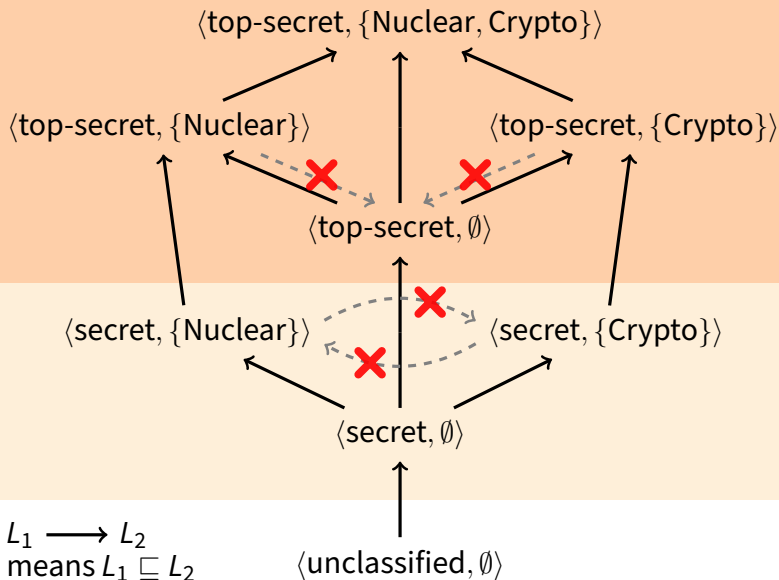 ⟨top-secret, {Nuclear, Crypto}⟩
⟨top-secret, {Nuclear}⟩
⟨top-secret, {Crypto}⟩
⟨top-secret, ∅⟩
⟨secret, {Nuclear}⟩
⟨secret, {Crypto}⟩
⟨secret, ∅⟩
L₁ ⟶ L₂
means L₁ ⊑ L₂
⟨unclassified, ∅⟩